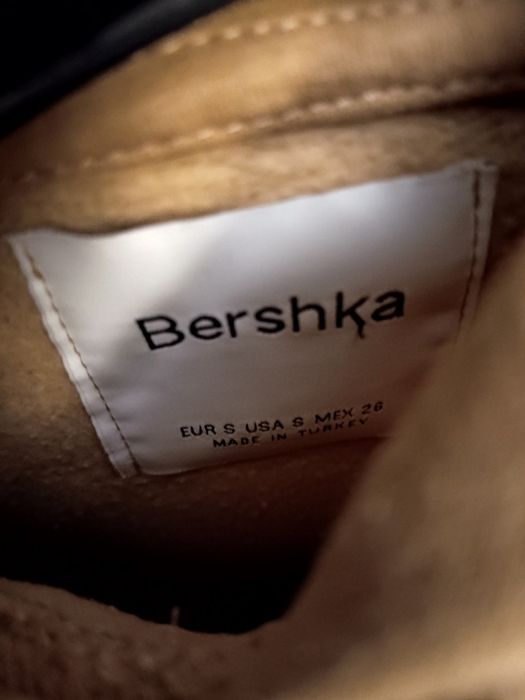 Bershka
EUR S USA S MEX 26
MADE IN TURKEY